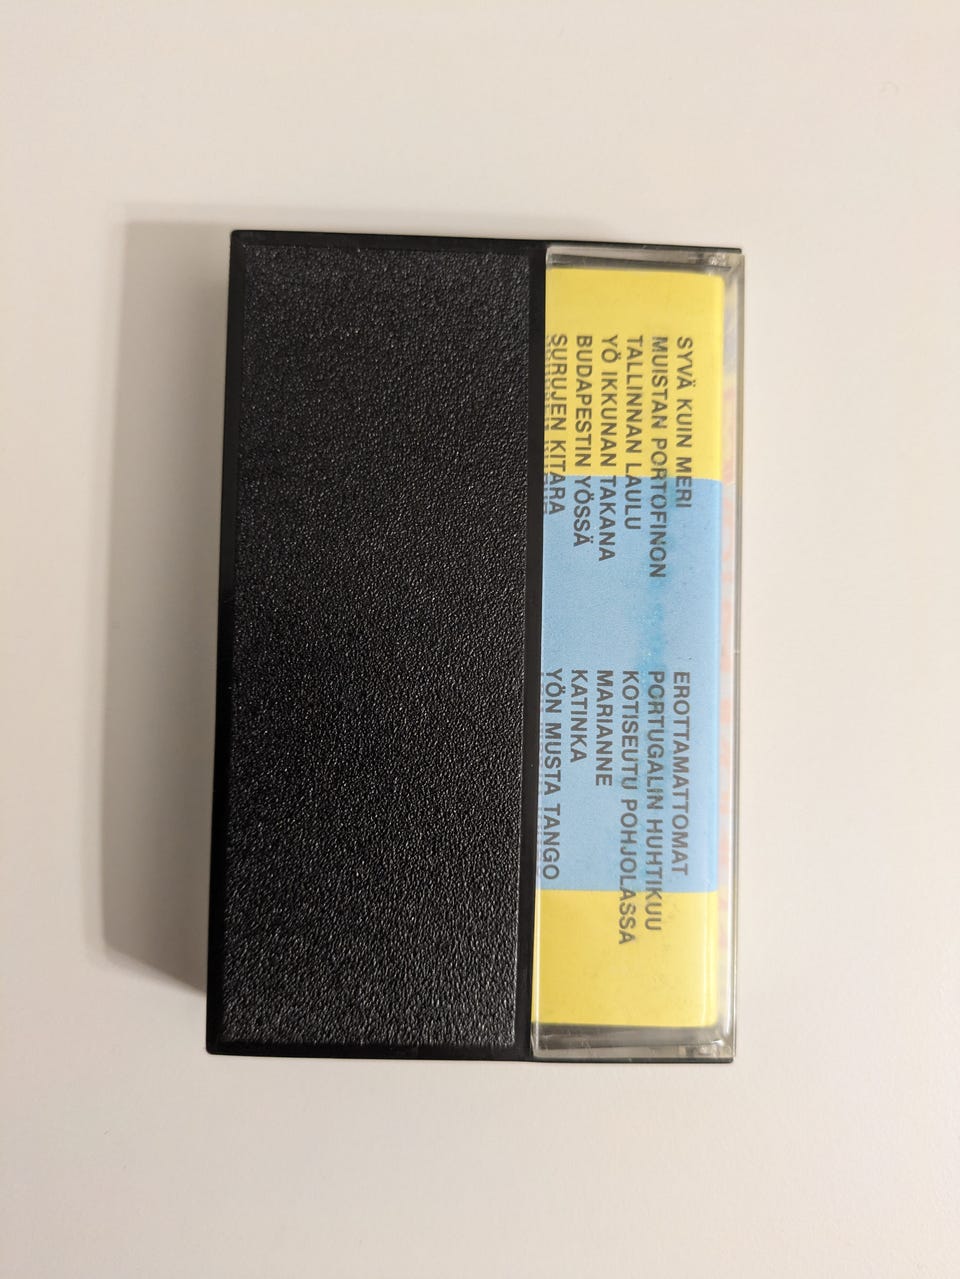 SYVÄ KUIN MERI
MUISTAN PORTOFINON
TALLINNAN LAULU
YÖ IKKUNAN TAKANA
BUDAPESTIN YÖSSÄ
SURUJEN KITARA
EROTTAMATTOMAT
PORTUGALIN HUHTIKUU
KOTISEUTU POHJOLASSA
MARIANNE
KATINKA
YÖN MUSTA TANGO